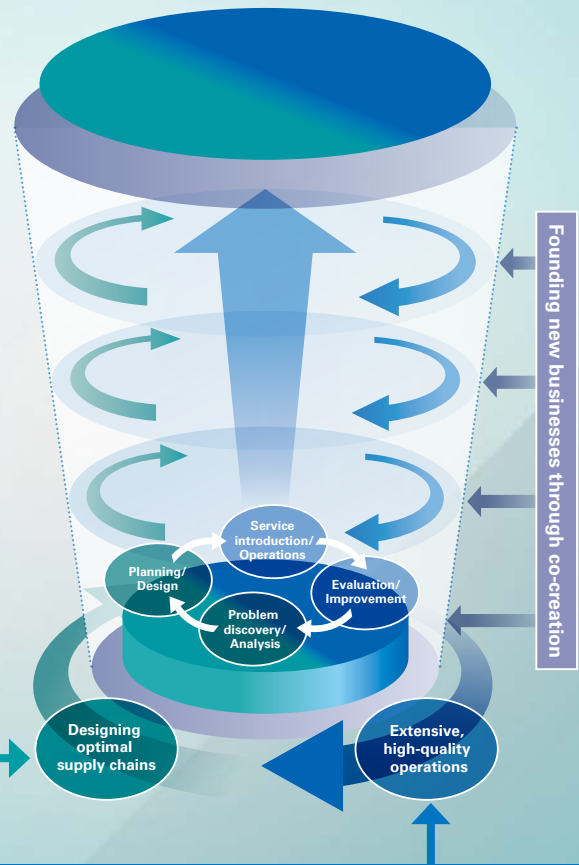 Founding new businesses through co-creation
Service
introduction/
Operations
Planning/
Design
Evaluation/
Improvement
Problem
discovery/
Analysis
Designing
optimal
supply chains
Extensive,
high-quality
operations